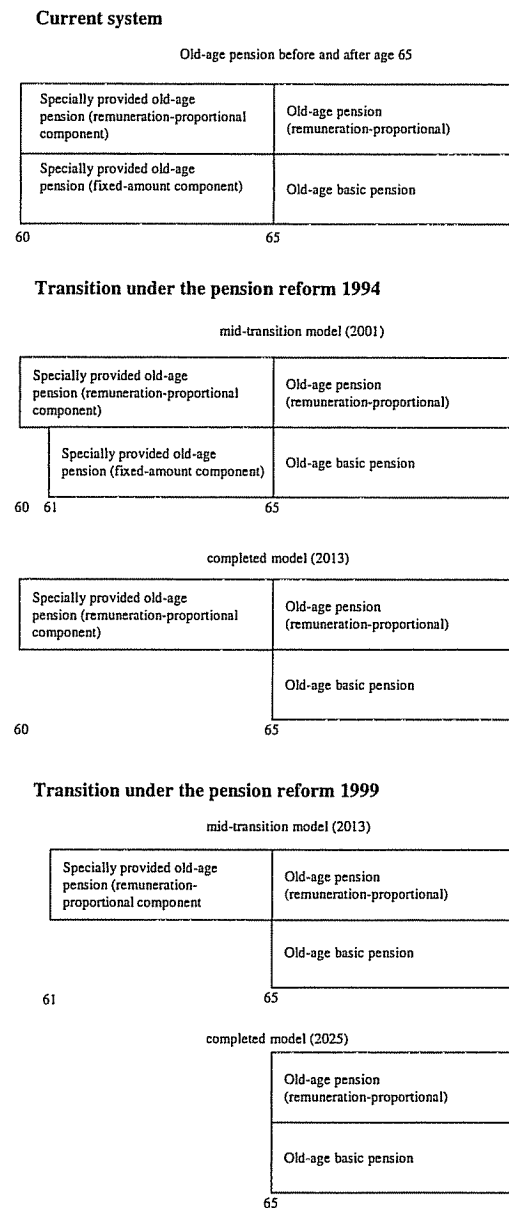 Current system
Old-age pension before and after age 65
Specially provided old-age
pension (remuneration-proportional
component)
Old-age pension
(remuneration-proportional)
Specially provided old-age
pension (fixed-amount component)
Old-age basic pension
60
65
Transition under the pension reform 1994
mid-transition model (2001)
Specially provided old-age
pension (remuneration-proportional
component)
Old-age pension
(remuneration-proportional)
Specially provided old-age
pension (fixed-amount component)
Old-age basic pension
60
61
65
completed model (2013)
Specially provided old-age
pension (remuneration-proportional
component)
Old-age pension
(remuneration-proportional)
Old-age basic pension
60
65
Transition under the pension reform 1999
mid-transition model (2013)
Specially provided old-age
pension (remuneration-
proportional component
Old-age pension
(remuneration-proportional)
Old-age basic pension
61
65
completed model (2025)
Old-age pension
(remuneration-proportional)
Old-age basic pension
65